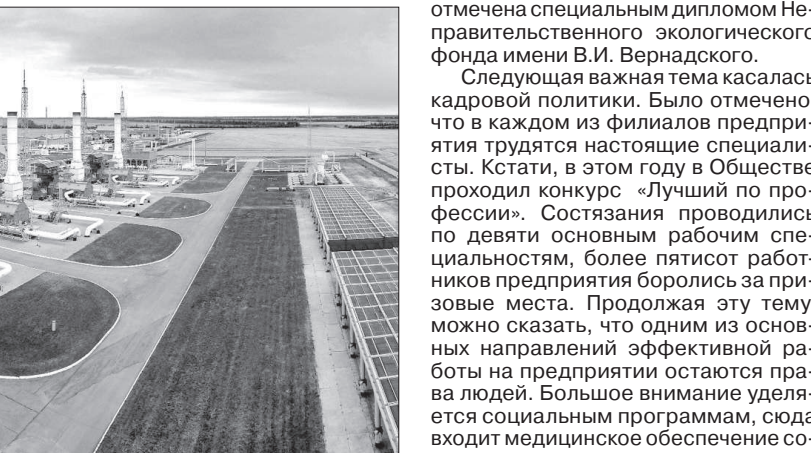 отмечена специальным дипломом Не-
правительственного экологического
фонда имени В.И. Вернадского.
Следующая важная тема касалась
кадровой политики. Было отмечено,
что в каждом из филиалов предпри-
ятия трудятся настоящие специали-
сты. Кстати, в этом году в Обществе
проходил конкурс «Лучший по про-
фессии». Состязания проводились
по девяти основным рабочим спе-
циальностям, более пятисот работ-
ников предприятия боролись за при-
зовые места. Продолжая эту тему,
можно сказать, что одним из основ-
ных направлений эффективной ра-
боты на предприятии остаются пра-
ва людей. Большое внимание уделя-
ется социальным программам, сюда
входит медицинское обеспечение со-